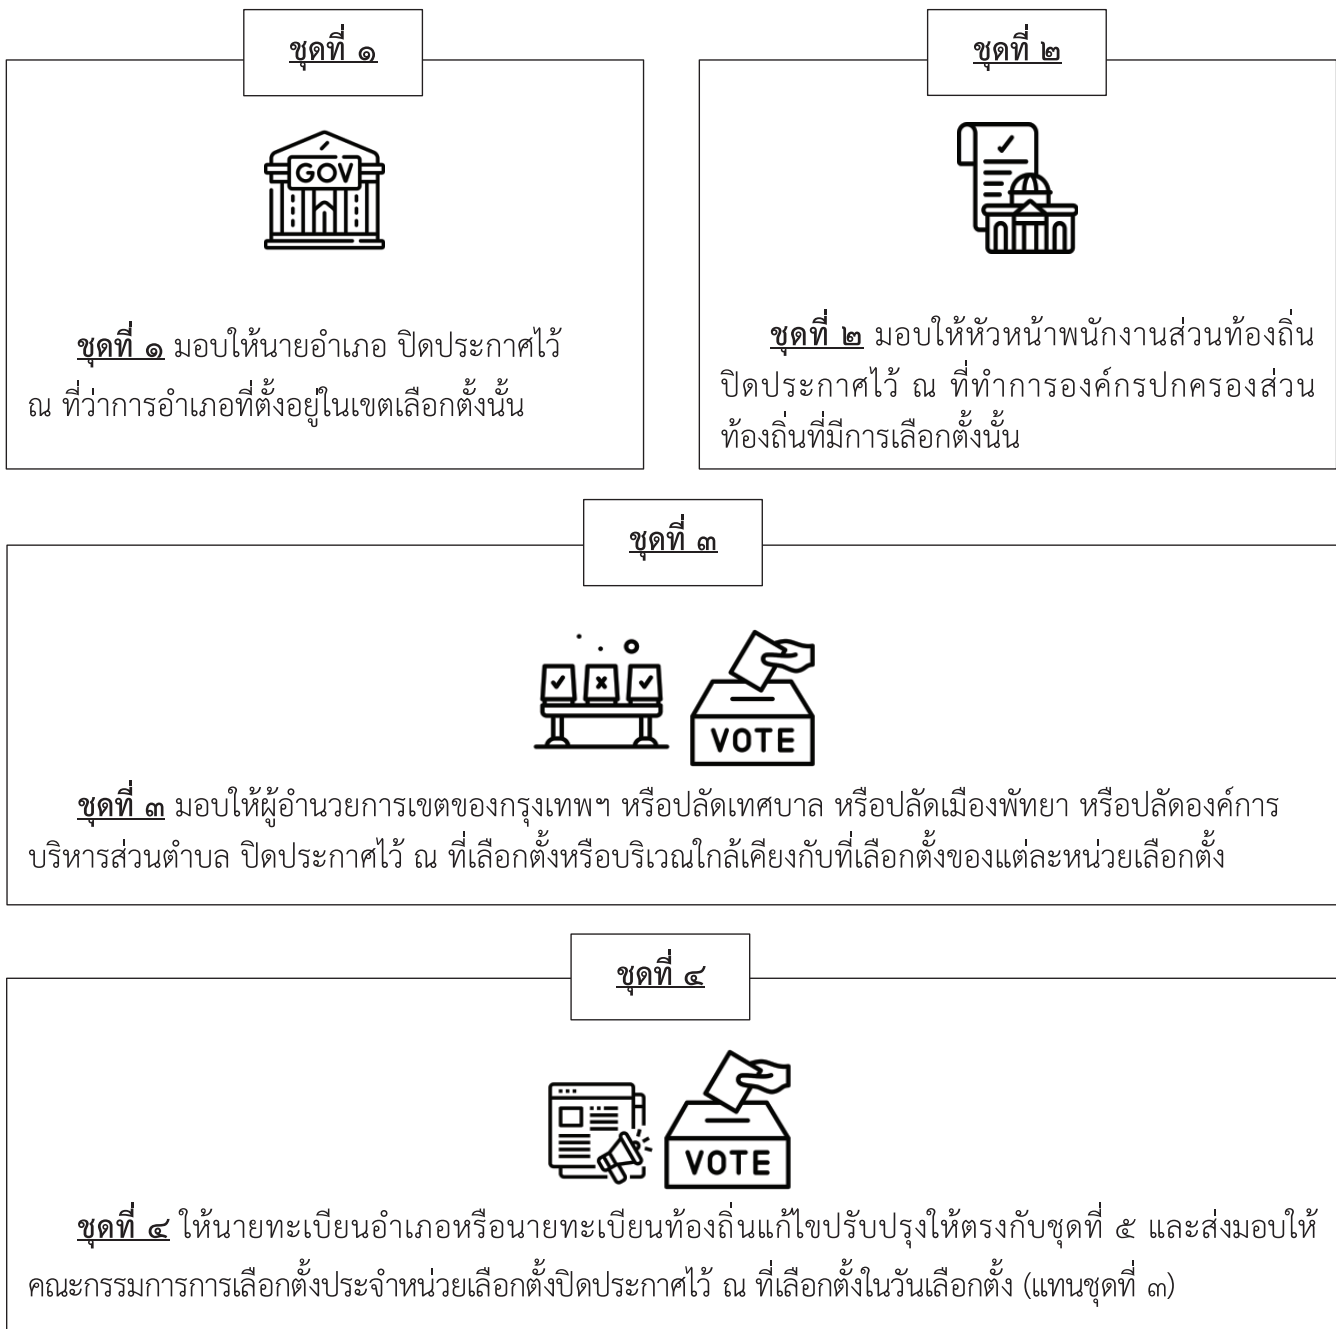 ชุดที่ ๑
ชุดที่ ๒
GOV
ชุดที่ ๑ มอบให้นายอำเภอ ปิดประกาศไว้
ณ ที่ว่าการอำเภอที่ตั้งอยู่ในเขตเลือกตั้งนั้น
ชุดที่ ๒ มอบให้หัวหน้าพนักงานส่วนท้องถิ่น
ปิดประกาศไว้ ณ ที่ทำการองค์กรปกครองส่วน
ท้องถิ่นที่มีการเลือกตั้งนั้น
ชุดที่ ๓
VOTE
ชุดที่ ๓ มอบให้ผู้อำนวยการเขตของกรุงเทพฯ หรือปลัดเทศบาล หรือปลัดเมืองพัทยา หรือปลัดองค์การ
บริหารส่วนตำบล ปิดประกาศไว้ ณ ที่เลือกตั้งหรือบริเวณใกล้เคียงกับที่เลือกตั้งของแต่ละหน่วยเลือกตั้ง
ชุดที่ ๔
VOTE
ชุดที่ ๔ ให้นายทะเบียนอำเภอหรือนายทะเบียนท้องถิ่นแก้ไขปรับปรุงให้ตรงกับชุดที่ ๕ และส่งมอบให้
คณะกรรมการการเลือกตั้งประจำหน่วยเลือกตั้งปิดประกาศไว้ ณ ที่เลือกตั้งในวันเลือกตั้ง (แทนชุดที่ ๓)